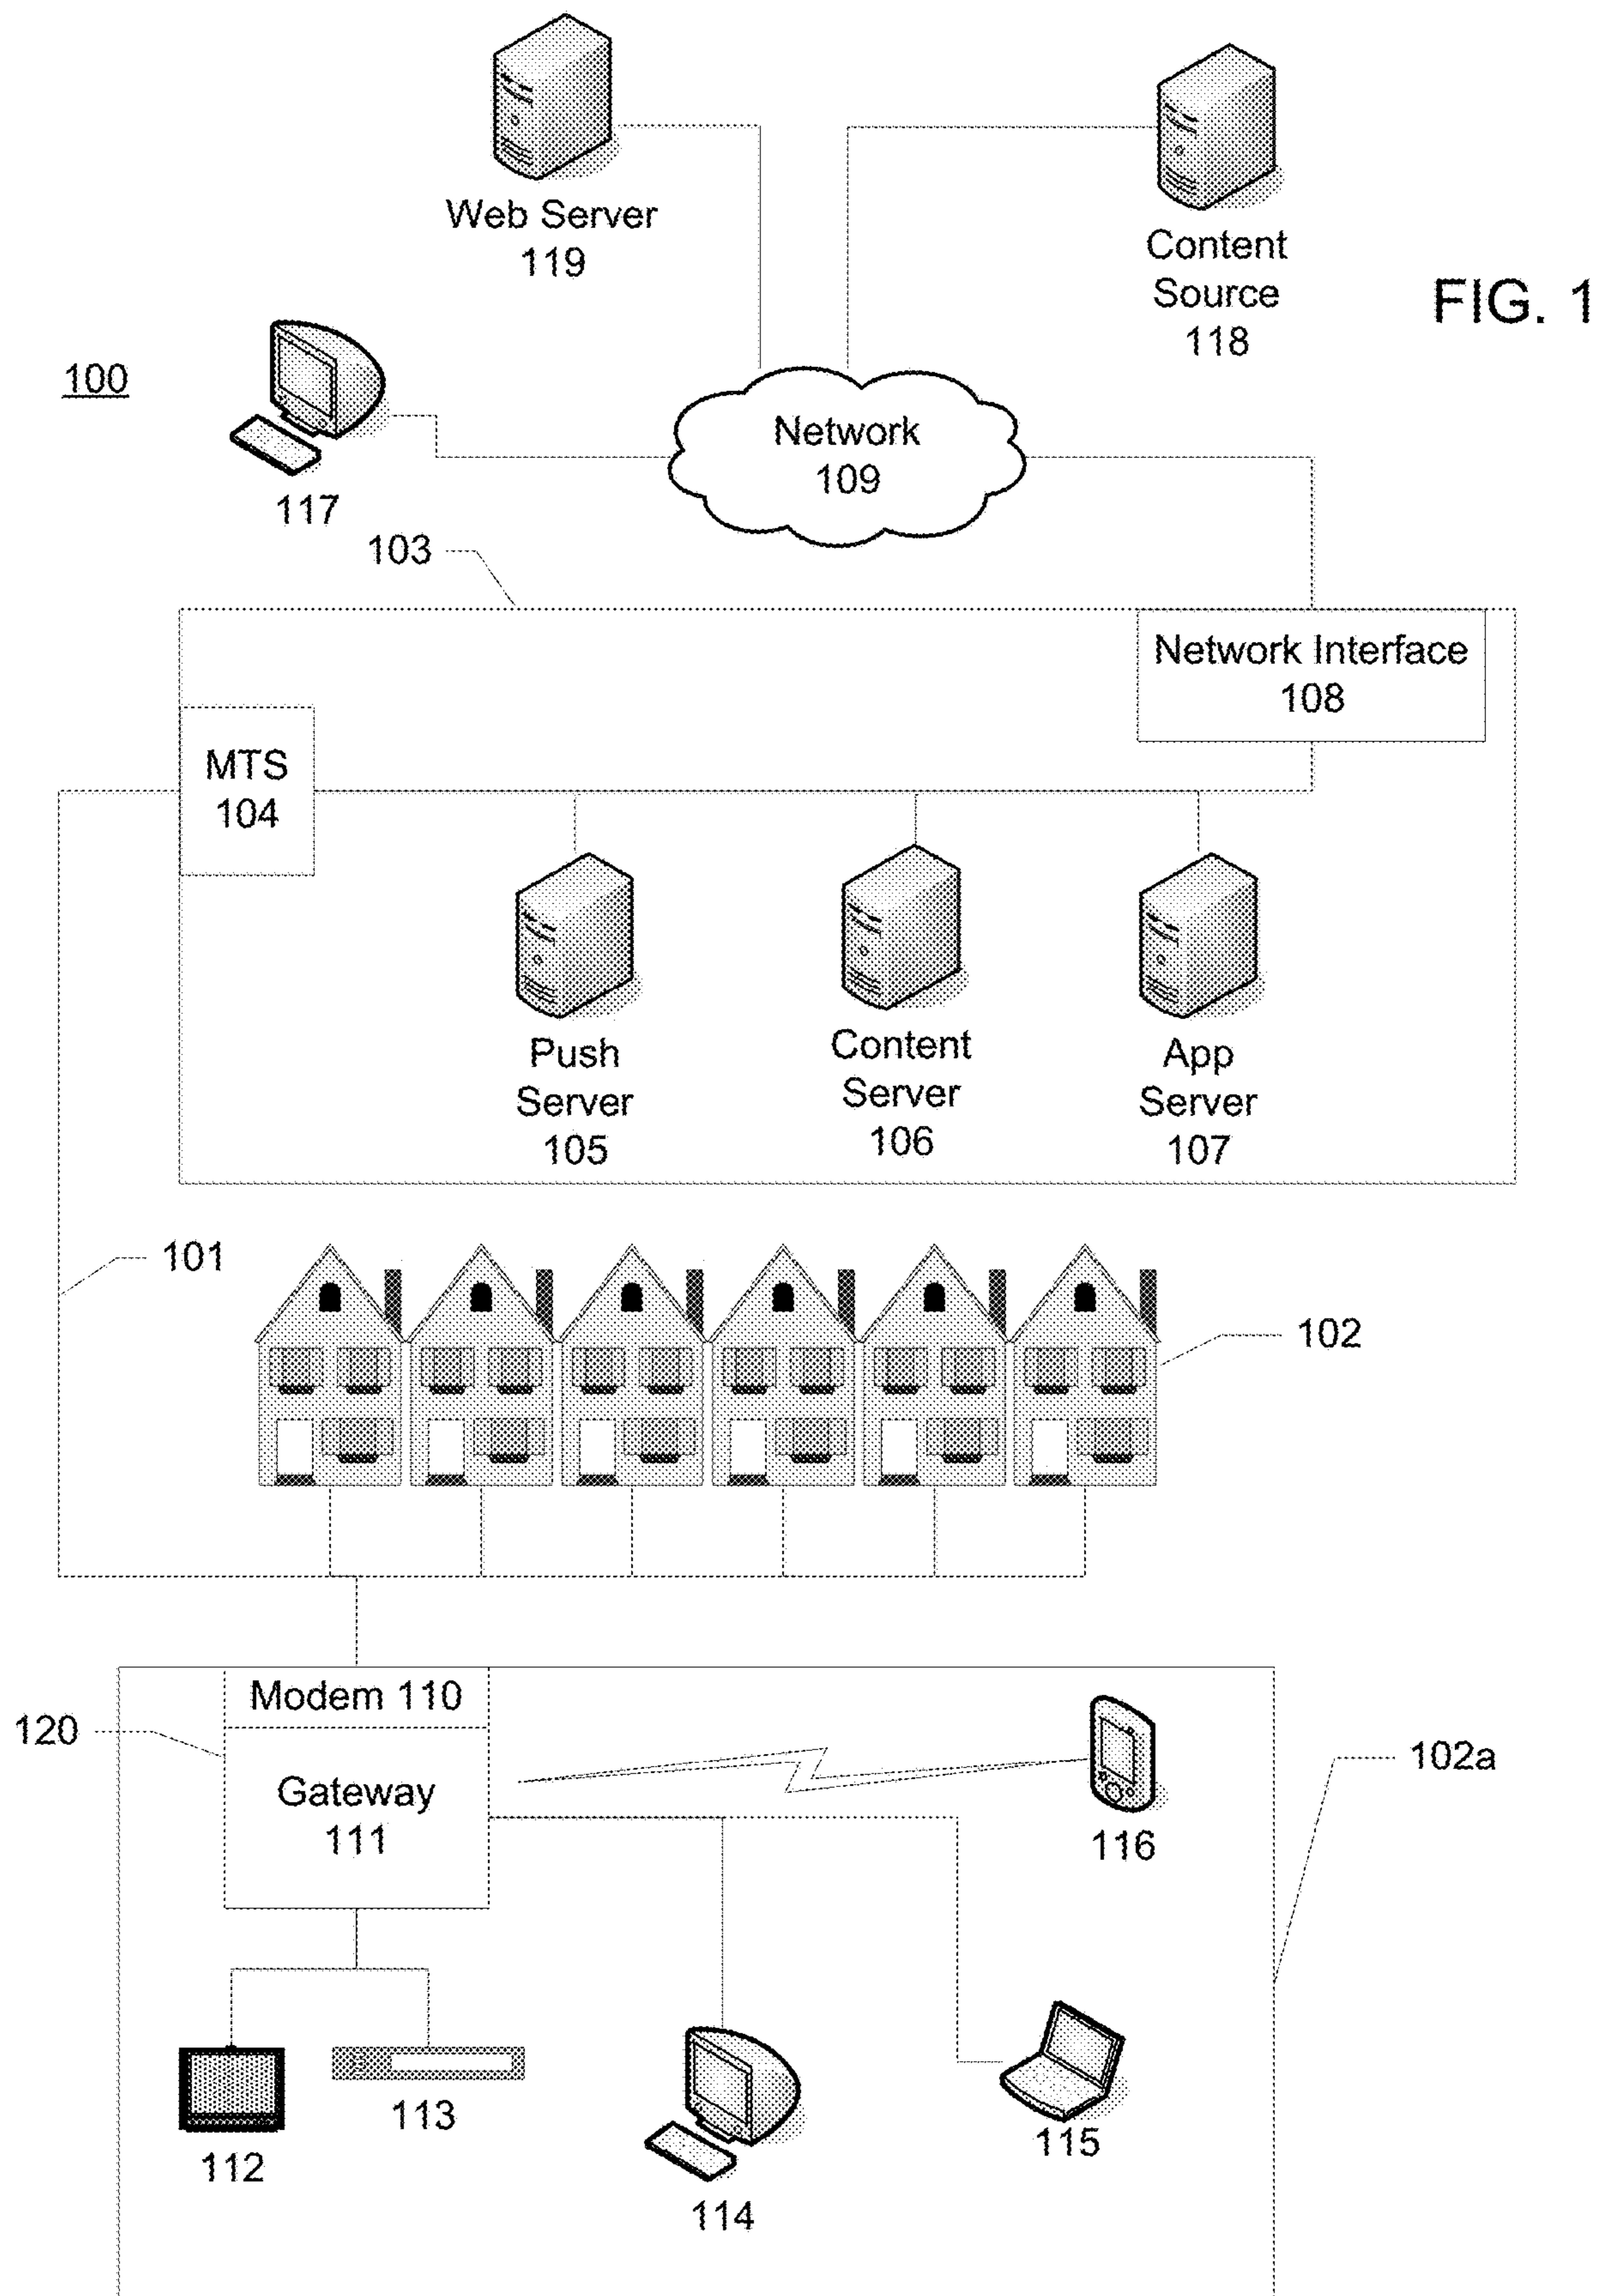 Web Server
119
Content
Source
118
FIG. 1
100
117
Network
109
103
Network Interface
108
MTS
104
Push
Server
105
Content
Server
106
App
Server
107
101
102
Modem 110
120
Gateway
111
116
102a
112
113
114
115